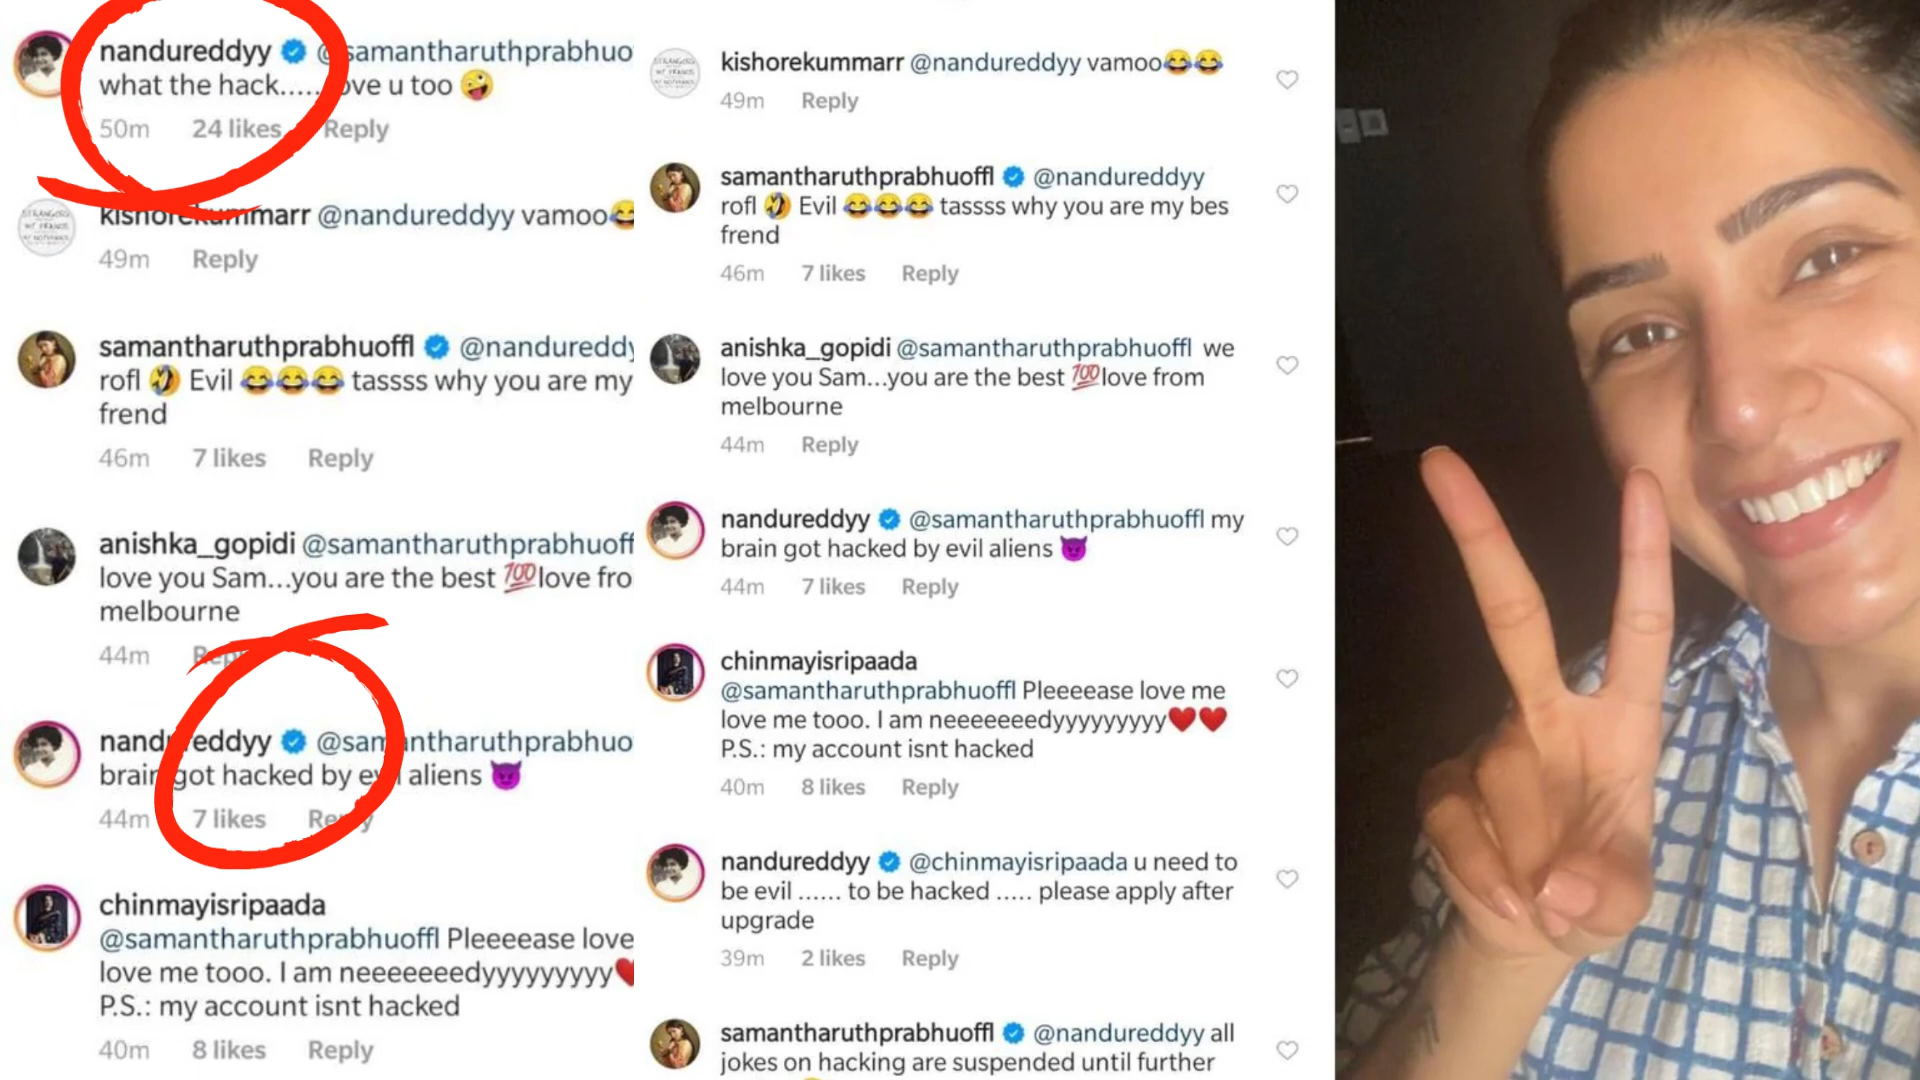 nandureddyy @samantharuthprabhuo
what the hack..... ove u too 🤪
50m 24 likes Reply
kishorekummarr @nandureddyy vamoo😂
49m Reply
samantharuthprabhuoffl @nandureddy
rofl 🤣 Evil 😂😂😂 tassss why you are my
frend
46m 7 likes Reply
anishka_gopidi @samantharuthprabhuoff
love you Sam...you are the best 💯love fro
melbourne
44m Reply
nandureddyy @samantharuthprabhuo
brain got hacked by evil aliens 😈
44m 7 likes Reply
chinmayisripaada
@samantharuthprabhuoffl Pleeeease love
love me tooo. I am neeeeeeedyyyyyyyyy❤
P.S.: my account isnt hacked
40m 8 likes Reply
kishorekummarr @nandureddyy vamoo😂😂
49m Reply
samantharuthprabhuoffl @nandureddyy
rofl 🤣 Evil 😂😂😂 tassss why you are my bes
frend
46m 7 likes Reply
anishka_gopidi @samantharuthprabhuoffl we
love you Sam...you are the best 💯love from
melbourne
44m Reply
nandureddyy @samantharuthprabhuoffl my
brain got hacked by evil aliens 😈
44m 7 likes Reply
chinmayisripaada
@samantharuthprabhuoffl Pleeeease love me
love me tooo. I am neeeeeeedyyyyyyyyy❤❤
P.S.: my account isnt hacked
40m 8 likes Reply
nandureddyy @chinmayisripaada u need to
be evil ...... to be hacked ..... please apply after
upgrade
39m 2 likes Reply
samantharuthprabhuoffl @nandureddyy all
jokes on hacking are suspended until further